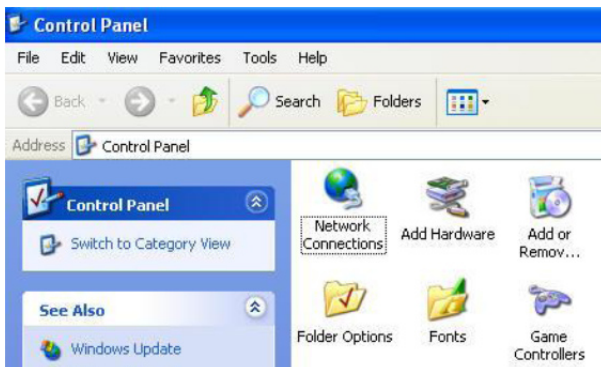 Control Panel
File Edit View Favorites Tools Help
Back Search Folders
Address Control Panel
Control Panel
Switch to Category View
See Also
Windows Update
Network
Connections
Add Hardware
Add or
Remov...
Folder Options
Fonts
Game
Controllers